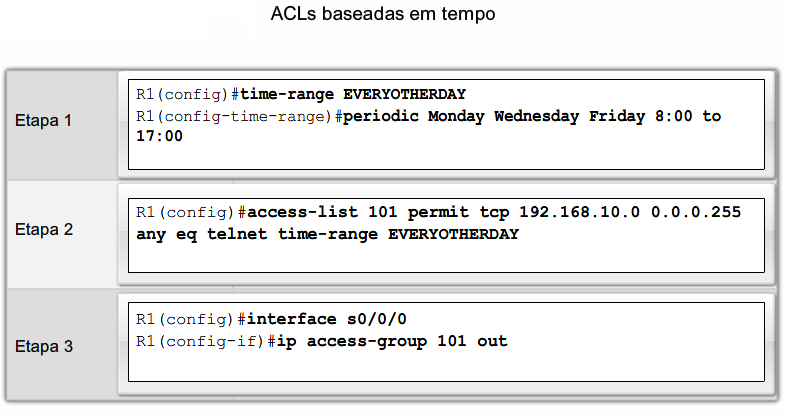 ACLs baseadas em tempo
Etapa 1
R1(config)#time-range EVERYOTHERDAY
R1(config-time-range)#periodic Monday Wednesday Friday 8:00 to
17:00
Etapa 2
R1(config)#access-list 101 permit tcp 192.168.10.0 0.0.0.255
any eq telnet time-range EVERYOTHERDAY
Etapa 3
R1(config)#interface s0/0/0
R1(config-if)#ip access-group 101 out